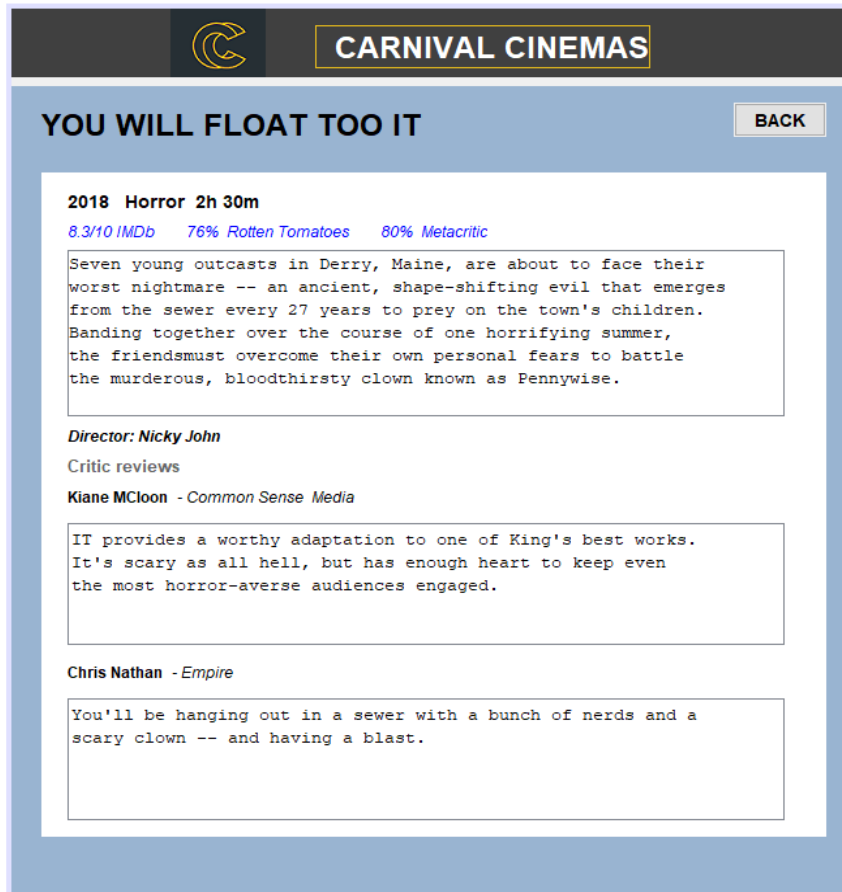 CARNIVAL CINEMAS
YOU WILL FLOAT TOO IT
BACK
2018 Horror 2h 30m
8.3/10 IMDb 76% Rotten Tomatoes 80% Metacritic
Seven young outcasts in Derry, Maine, are about to face their
worst nightmare -- an ancient, shape-shifting evil that emerges
from the sewer every 27 years to prey on the town's children.
Banding together over the course of one horrifying summer,
the friendsmust overcome their own personal fears to battle
the murderous, bloodthirsty clown known as Pennywise.
Director: Nicky John
Critic reviews
Kiane MCloon - Common Sense Media
IT provides a worthy adaptation to one of King's best works.
It's scary as all hell, but has enough heart to keep even
the most horror-averse audiences engaged.
Chris Nathan - Empire
You'll be hanging out in a sewer with a bunch of nerds and a
scary clown -- and having a blast.